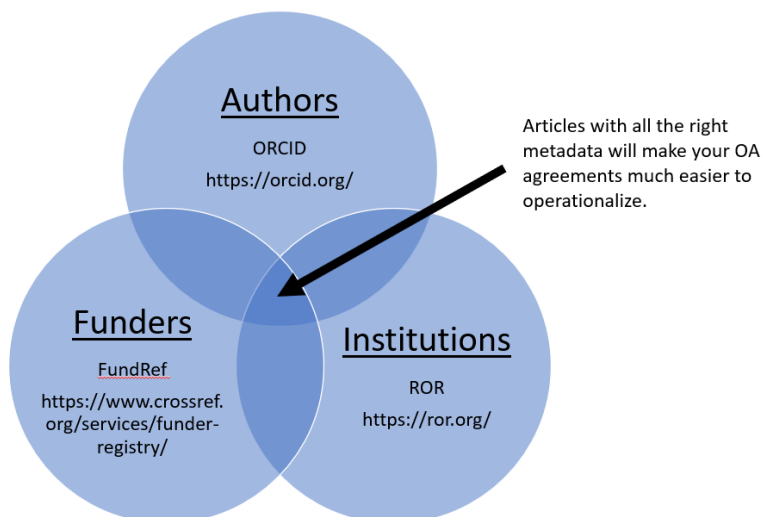 Authors
ORCID
https://orcid.org/
Articles with all the right
metadata will make your OA
agreements much easier to
operationalize.
Funders
FundRef
https://www.crossref.
org/services/funder-
registry/
Institutions
ROR
https://ror.org/